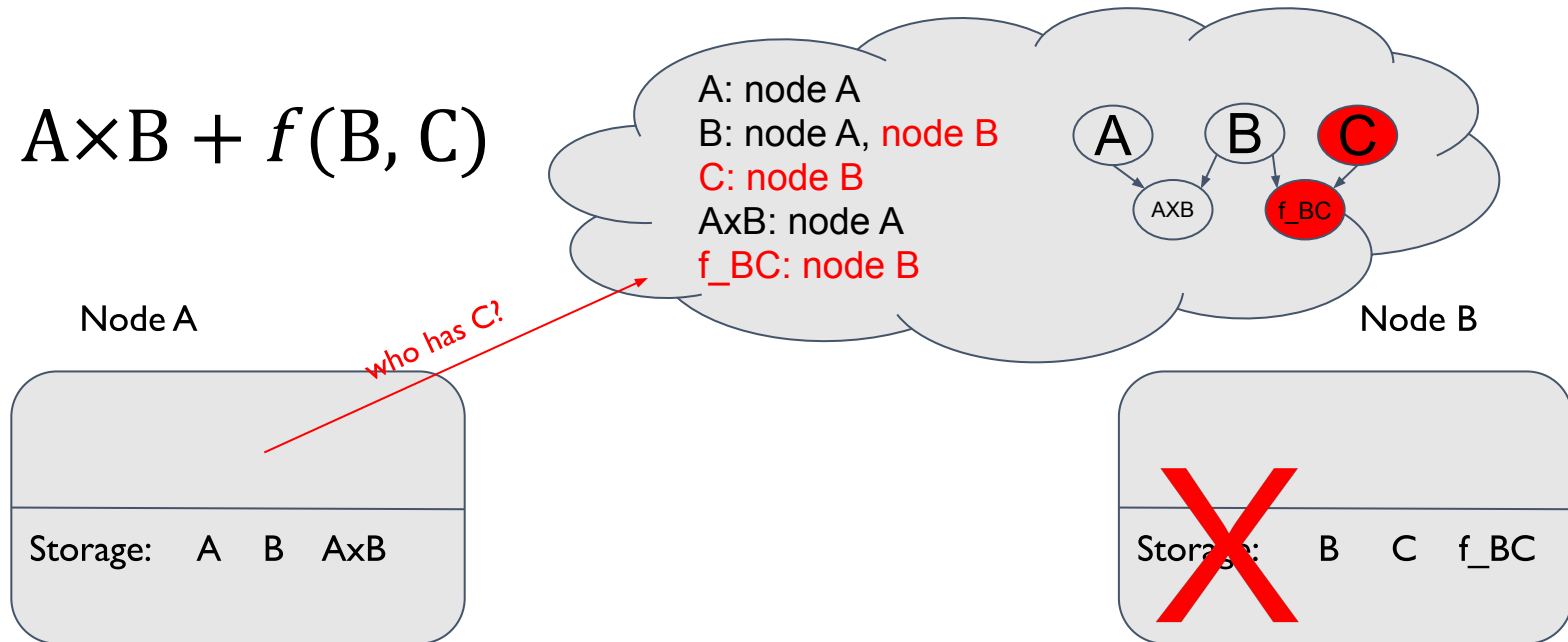 A×B + f(B, C)
A: node A
B: node A, node B
C: node B
AxB: node A
f_BC: node B
A B C
AXB f_BC
who has C?
Node A
Storage: A B AxB
Node B
X
Storage: B C f_BC